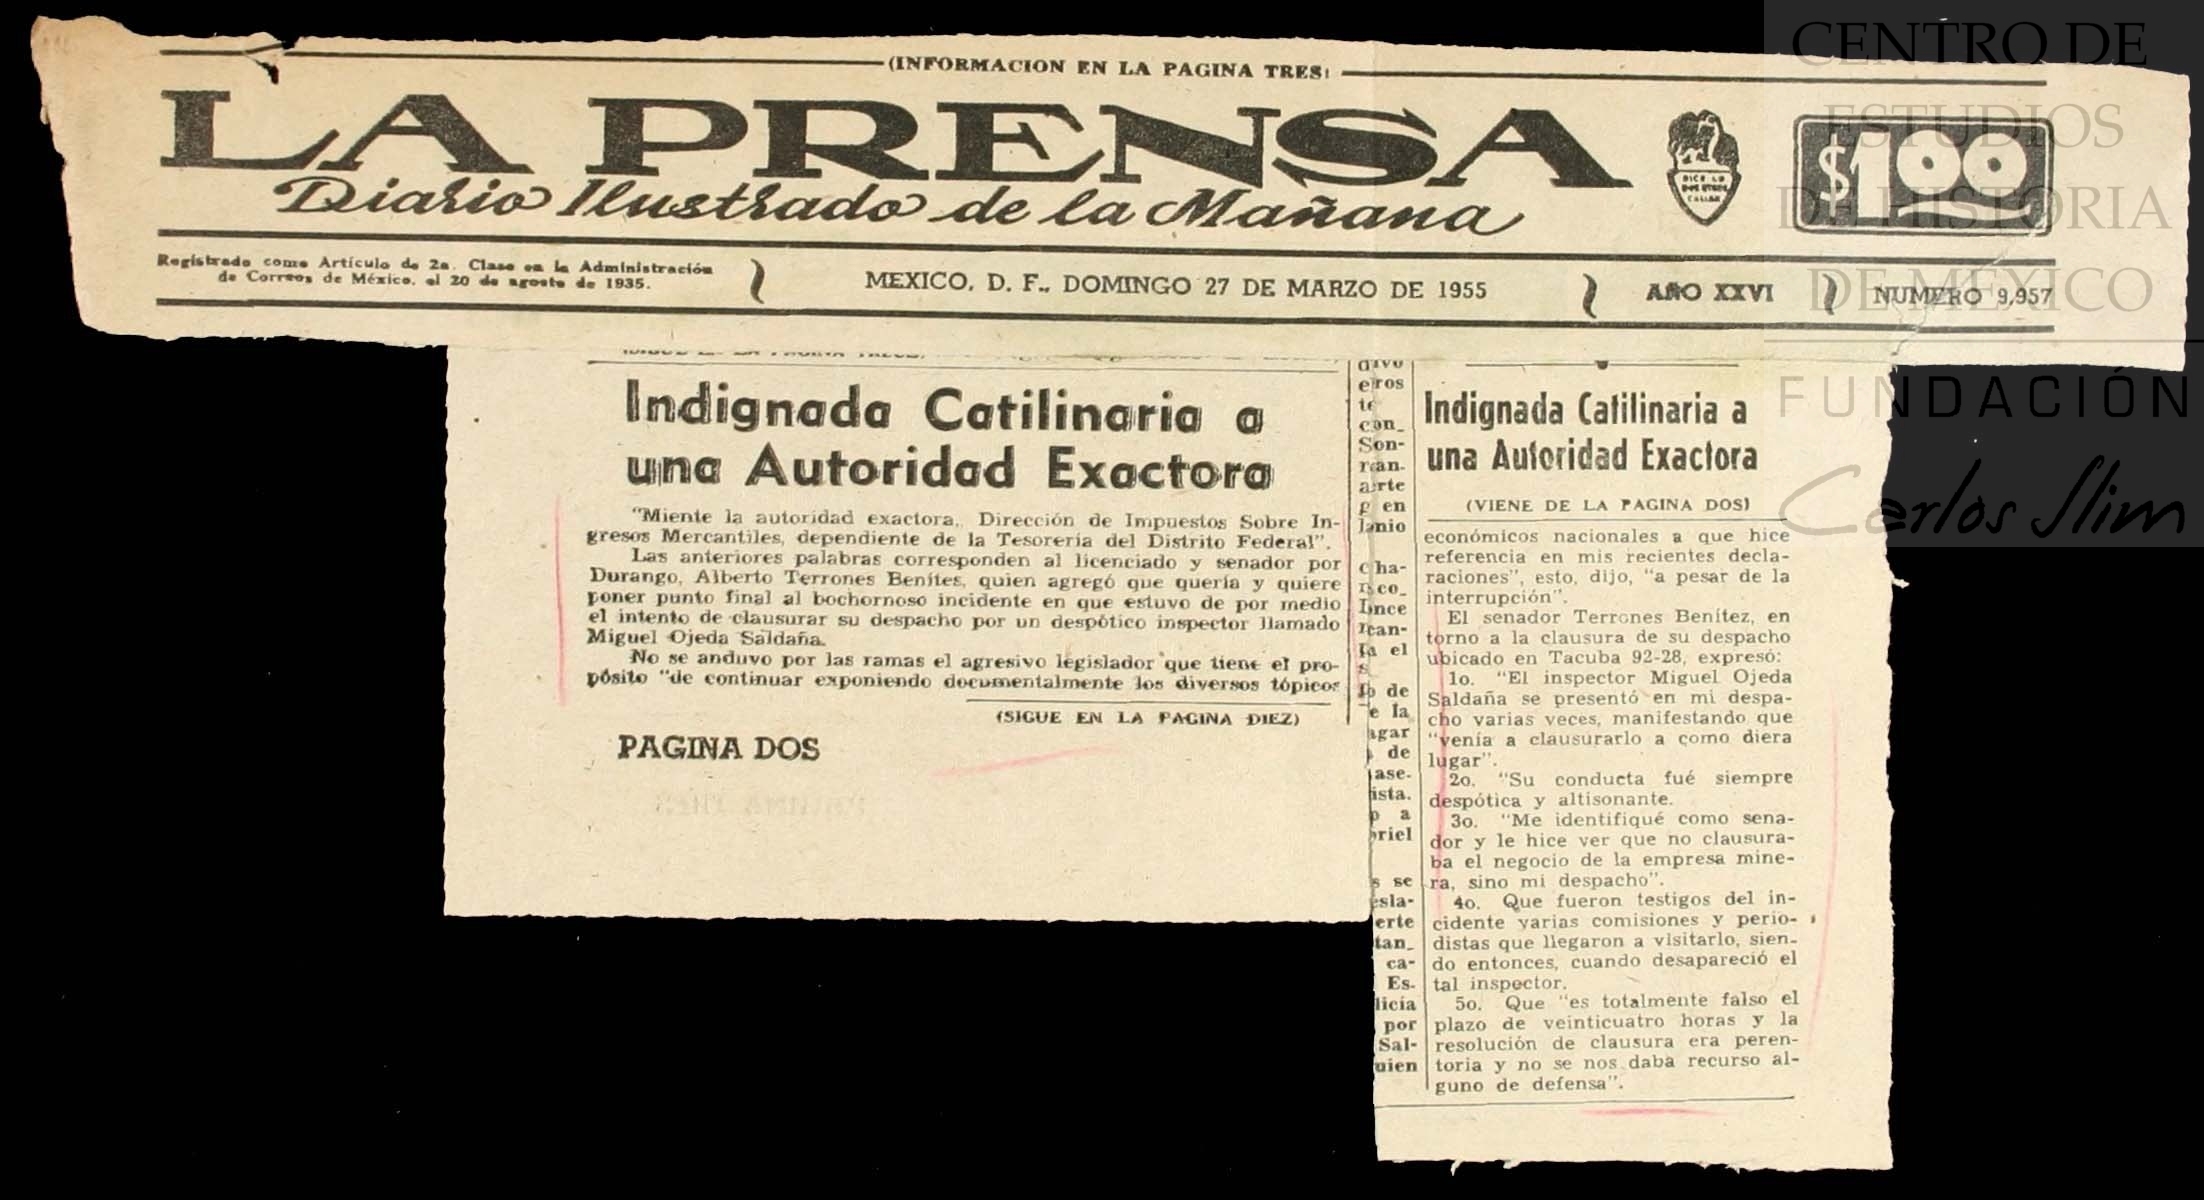 (INFORMACION EN LA PAGINA TRES)
LA PRENSA
Diario Ilustrado de la Mañana
DICE LO
QUE OTROS
CALLAN
$1.00
Registrado como Artículo de 2a. Clase en la Administración
de Correos de México, el 20 de agosto de 1935.
MEXICO, D. F., DOMINGO 27 DE MARZO DE 1955
AÑO XXVI
NUMERO 9,957
Indignada Catilinaria a
una Autoridad Exactora
"Miente la autoridad exactora, Dirección de Impuestos Sobre In-
gresos Mercantiles, dependiente de la Tesorería del Distrito Federal".
Las anteriores palabras corresponden al licenciado y senador por
Durango, Alberto Terrones Benites, quien agregó que quería y quiere
poner punto final al bochornoso incidente en que estuvo de por medio
el intento de clausurar su despacho por un despótico inspector llamado
Miguel Ojeda Saldaña.
No se anduvo por las ramas el agresivo legislador que tiene el pro-
pósito "de continuar exponiendo documentalmente los diversos tópicos
(SIGUE EN LA PAGINA DIEZ)
PAGINA DOS
Indignada Catilinaria a
una Autoridad Exactora
(VIENE DE LA PAGINA DOS)
económicos nacionales a que hice
referencia en mis recientes decla-
raciones", esto, dijo, "a pesar de la
interrupción".
El senador Terrones Benítez, en
torno a la clausura de su despacho
ubicado en Tacuba 92-28, expresó:
1o. "El inspector Miguel Ojeda
Saldaña se presentó en mi despa-
cho varias veces, manifestando que
"venía a clausurarlo a como diera
lugar".
2o. "Su conducta fué siempre
despótica y altisonante.
3o. "Me identifiqué como sena-
dor y le hice ver que no clausura-
ba el negocio de la empresa mine-
ra, sino mi despacho".
4o. Que fueron testigos del in-
cidente varias comisiones y perio-
distas que llegaron a visitarlo, sien-
do entonces, cuando desapareció el
tal inspector.
5o. Que "es totalmente falso el
plazo de veinticuatro horas y la
resolución de clausura era peren-
toria y no se nos daba recurso al-
guno de defensa".
CENTRO DE
ESTUDIOS
DE HISTORIA
DE MÉXICO
FUNDACIÓN
Carlos Slim